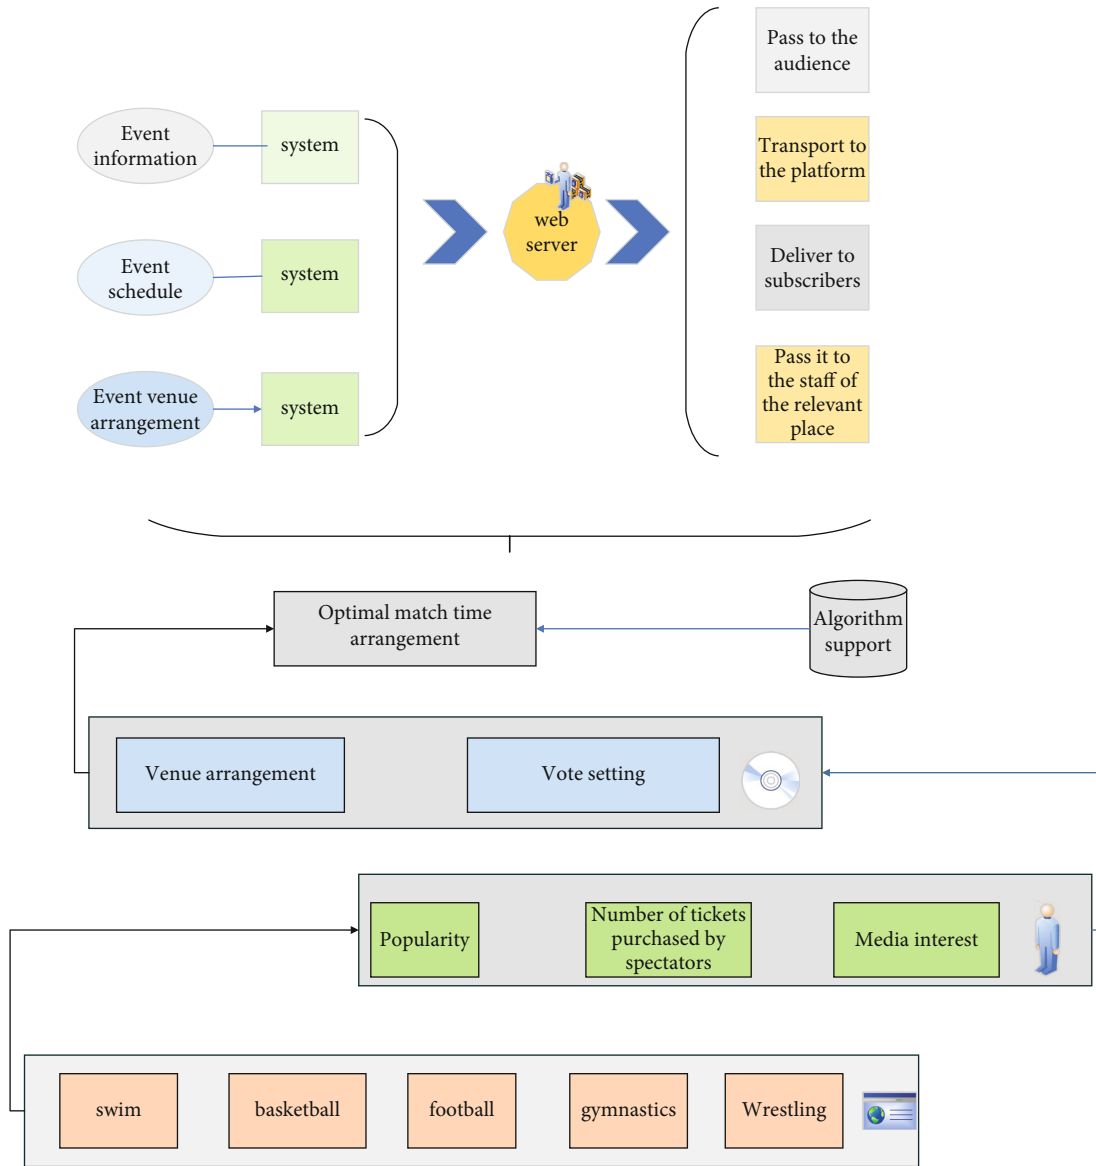 Pass to the
audience
Event
information
system
Transport to
the platform
web
server
Event
schedule
system
Deliver to
subscribers
Event venue
arrangement
system
Pass it to
the staff of
the relevant
place
Optimal match time
arrangement
Algorithm
support
Venue arrangement
Vote setting
Popularity
Number of tickets
purchased by
spectators
Media interest
swim
basketball
football
gymnastics
Wrestling